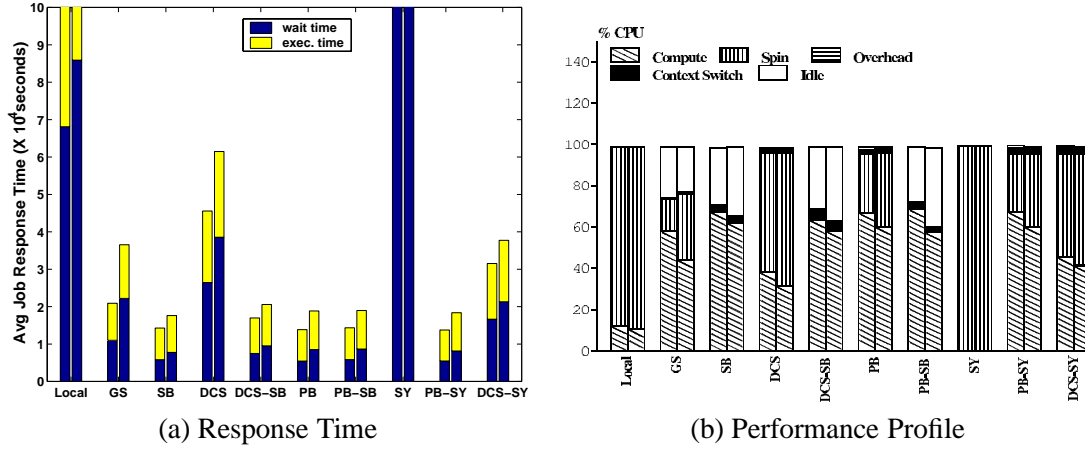 Avg Job Response Time (X 10⁴ seconds)
10
9
8
7
6
5
4
3
2
1
0
wait time
exec. time
Local GS SB DCS DCS−SB PB PB−SB SY PB−SY DCS−SY
(a) Response Time
% CPU
Compute Spin Overhead
Context Switch Idle
140
120
100
80
60
40
20
0
Local GS SB DCS DCS-SB PB PB-SB SY PB-SY DCS-SY
(b) Performance Profile